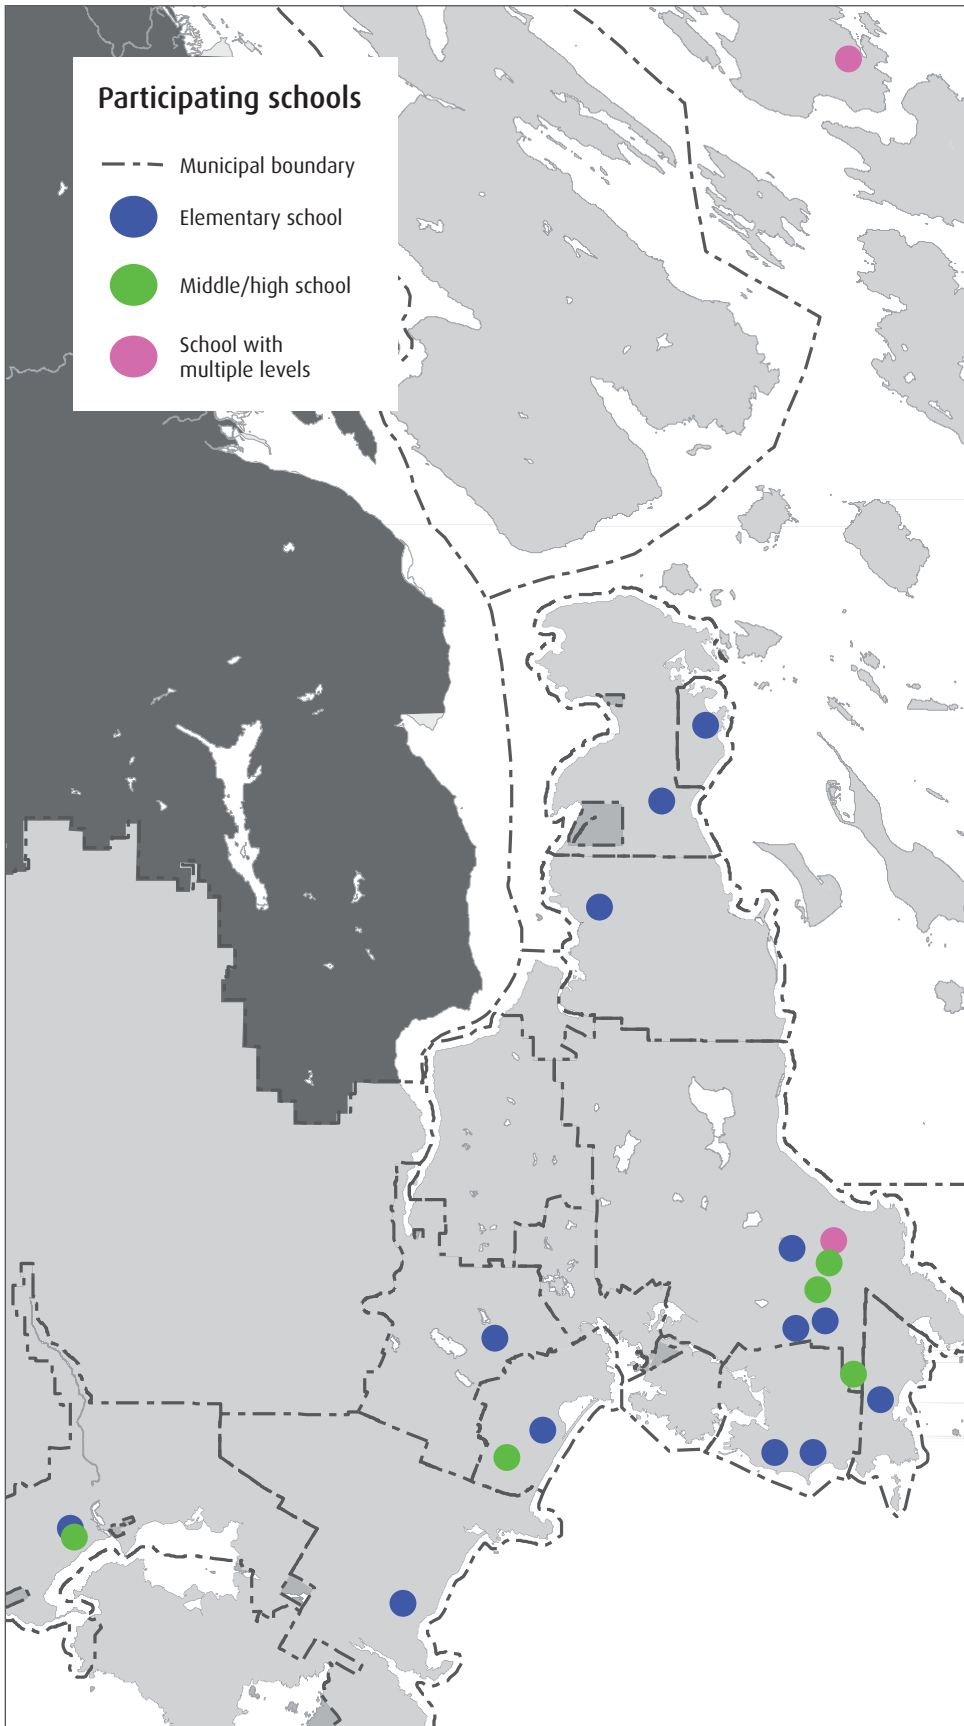 Participating schools
Municipal boundary
Elementary school
Middle/high school
School with
multiple levels